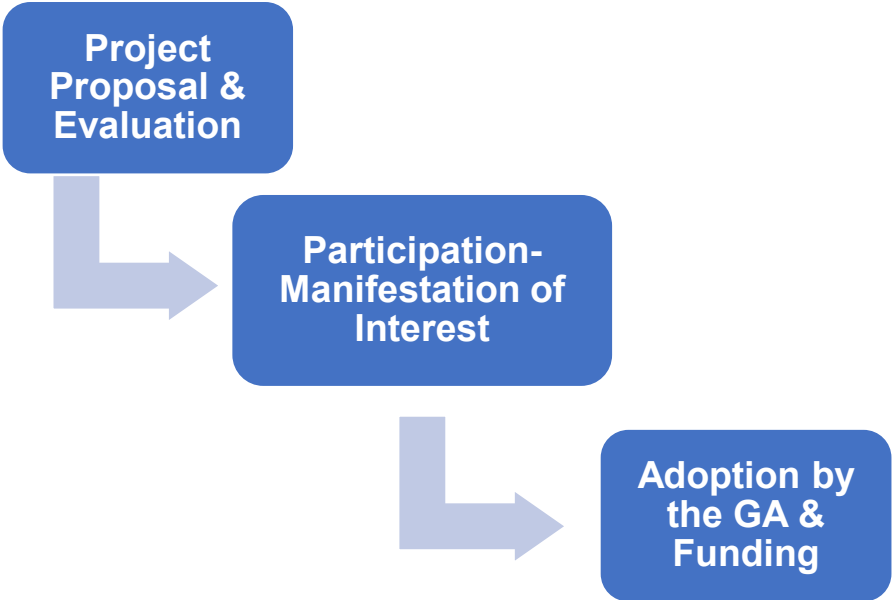 Project
Proposal &
Evaluation
Participation-
Manifestation of
Interest
Adoption by
the GA &
Funding